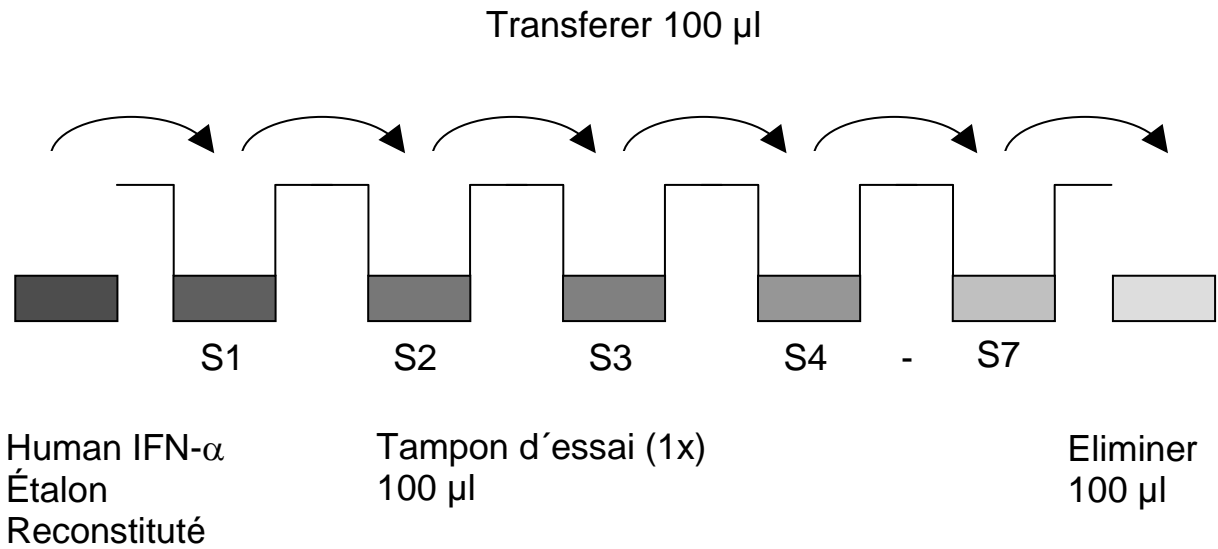 Transferer 100 µl
S1 S2 S3 S4 - S7
Human IFN-α
Étalon
Reconstitué
Tampon d´essai (1x)
100 µl
Eliminer
100 µl